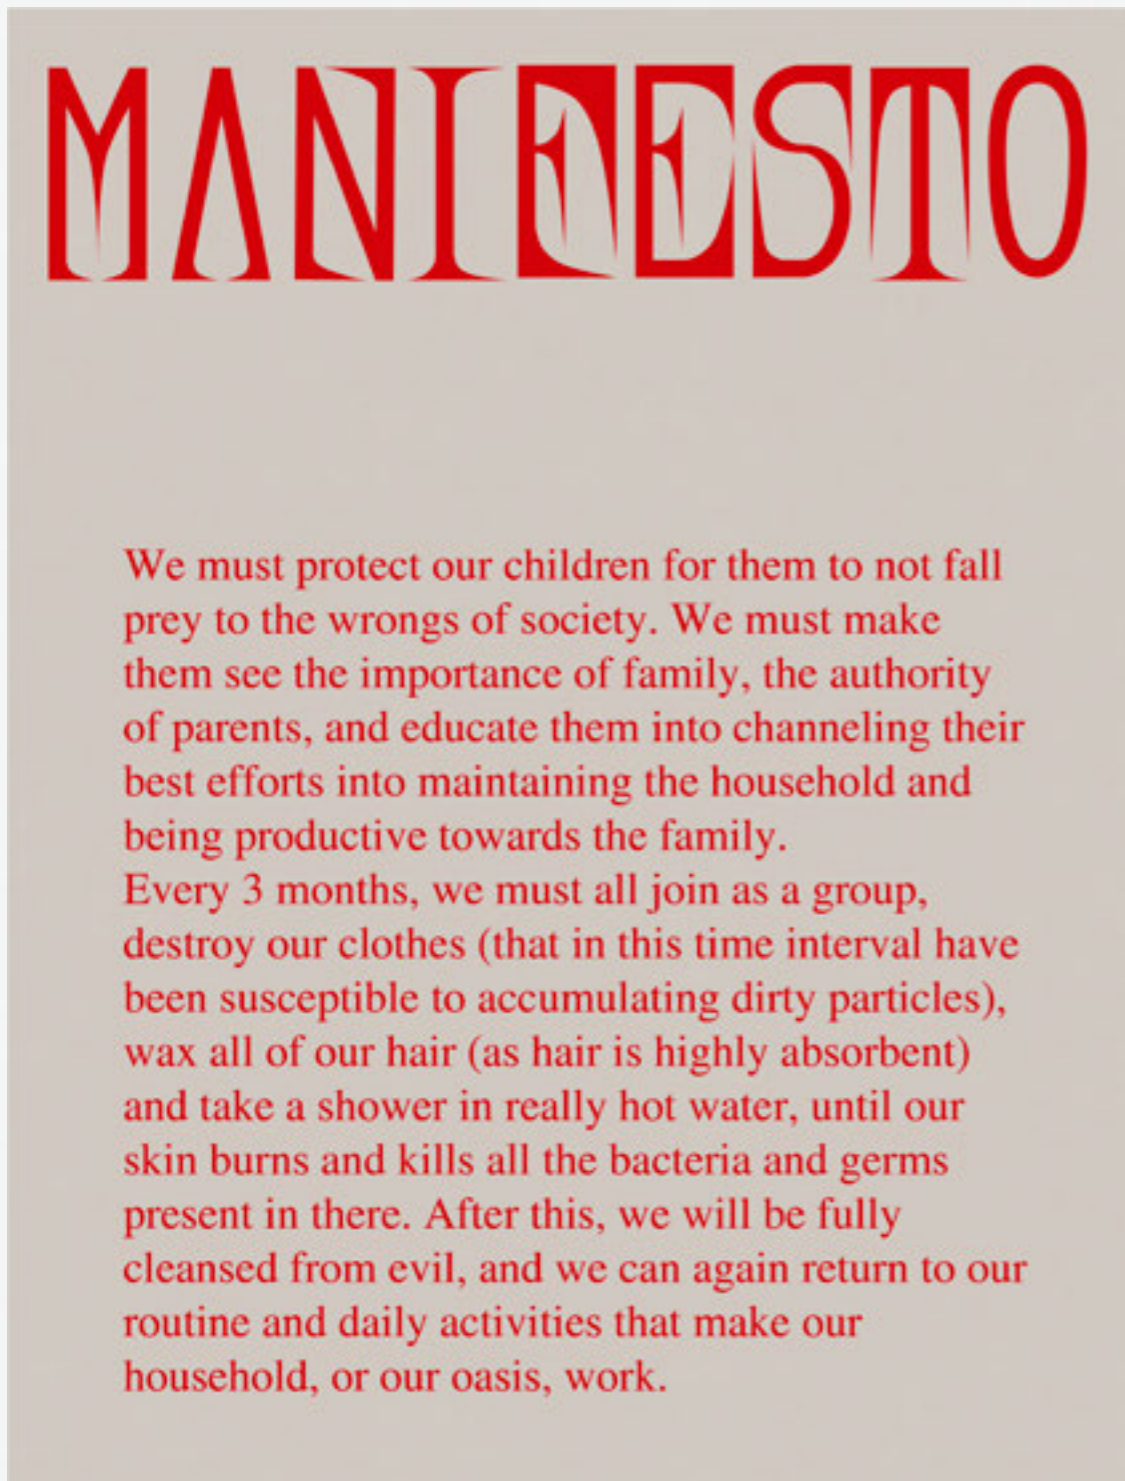 MANIFESTO
We must protect our children for them to not fall
prey to the wrongs of society. We must make
them see the importance of family, the authority
of parents, and educate them into channeling their
best efforts into maintaining the household and
being productive towards the family.
Every 3 months, we must all join as a group,
destroy our clothes (that in this time interval have
been susceptible to accumulating dirty particles),
wax all of our hair (as hair is highly absorbent)
and take a shower in really hot water, until our
skin burns and kills all the bacteria and germs
present in there. After this, we will be fully
cleansed from evil, and we can again return to our
routine and daily activities that make our
household, or our oasis, work.